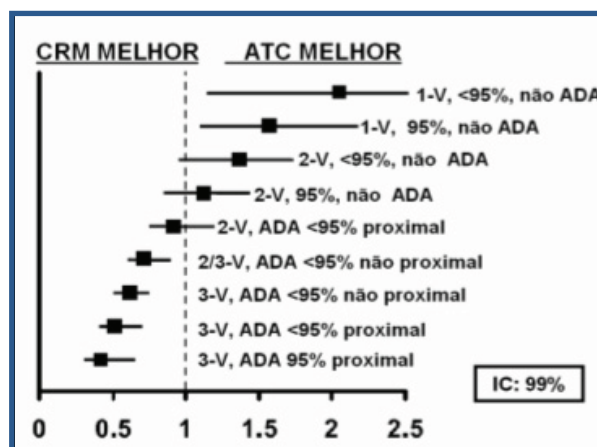 CRM MELHOR ATC MELHOR
1-V, <95%, não ADA
1-V, 95%, não ADA
2-V, <95%, não ADA
2-V, 95%, não ADA
2-V, ADA <95% proximal
2/3-V, ADA <95% não proximal
3-V, ADA <95% não proximal
3-V, ADA <95% proximal
3-V, ADA 95% proximal
IC: 99%
0 0.5 1 1.5 2 2.5